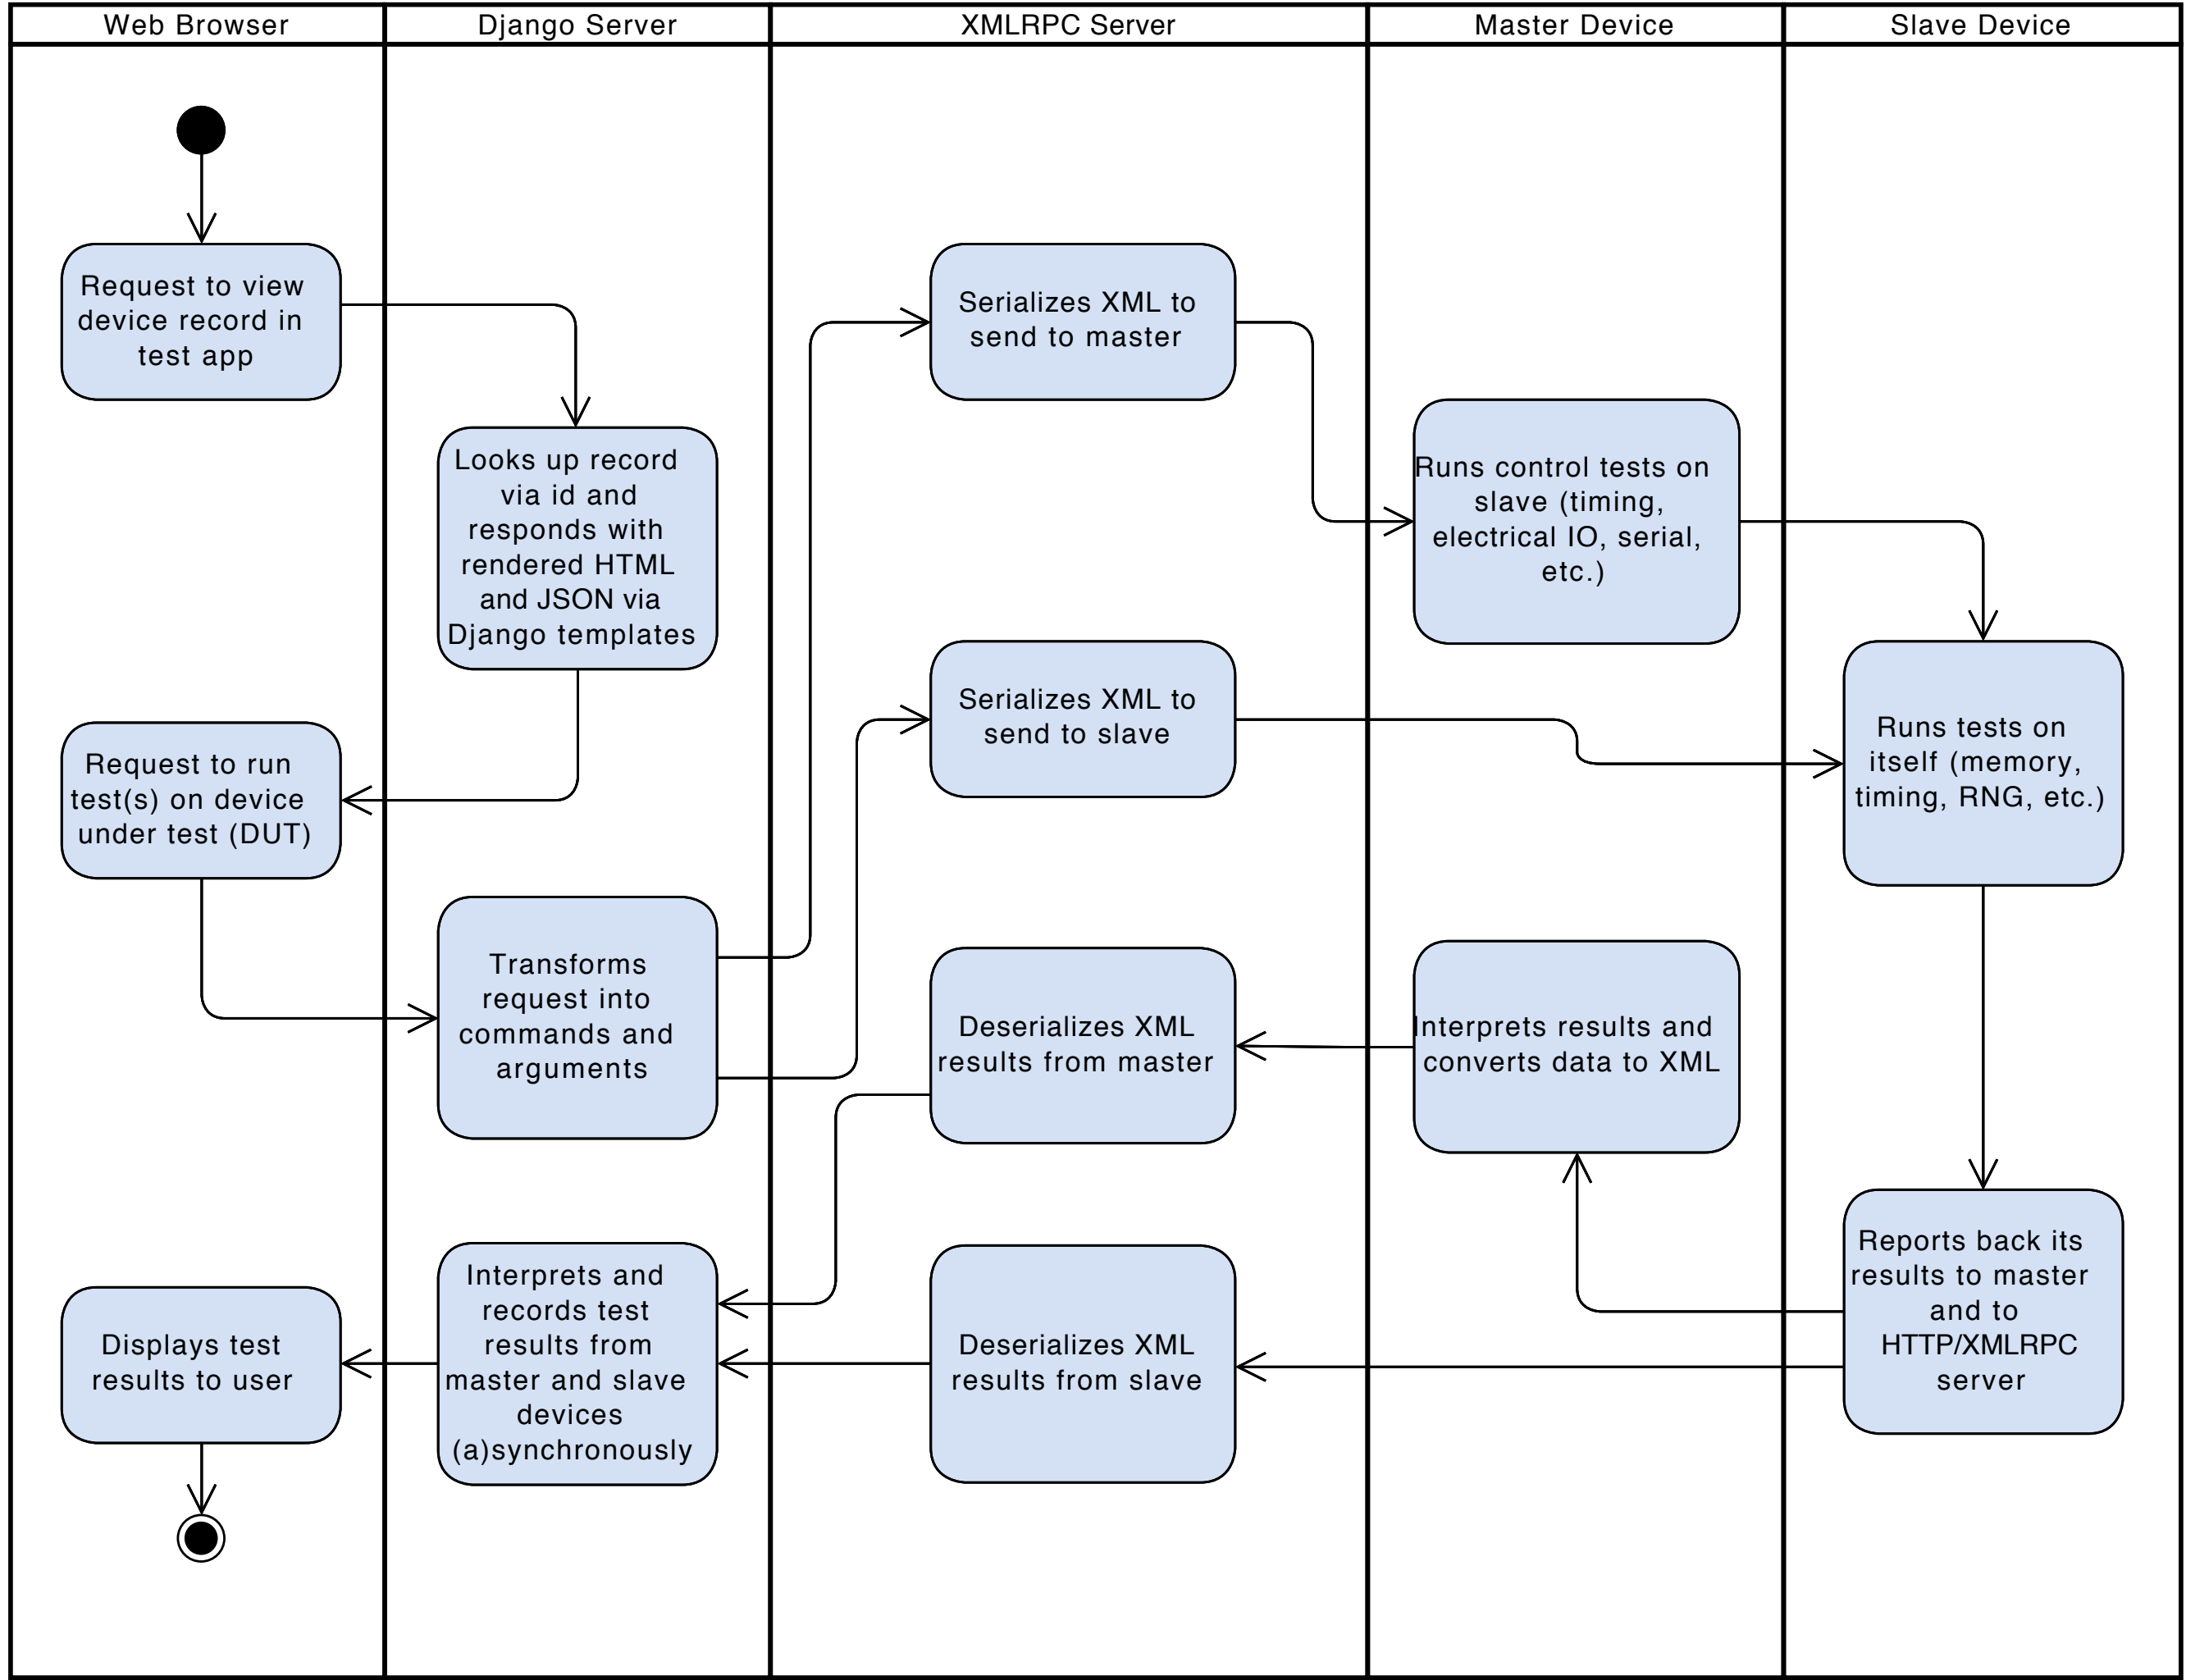 Web Browser
Django Server
XMLRPC Server
Master Device
Slave Device
Request to view
device record in
test app
Looks up record
via id and
responds with
rendered HTML
and JSON via
Django templates
Request to run
test(s) on device
under test (DUT)
Transforms
request into
commands and
arguments
Serializes XML to
send to master
Serializes XML to
send to slave
Runs control tests on
slave (timing,
electrical IO, serial,
etc.)
Runs tests on
itself (memory,
timing, RNG, etc.)
Reports back its
results to master
and to
HTTP/XMLRPC
server
Interprets results and
converts data to XML
Deserializes XML
results from master
Deserializes XML
results from slave
Interprets and
records test
results from
master and slave
devices
(a)synchronously
Displays test
results to user